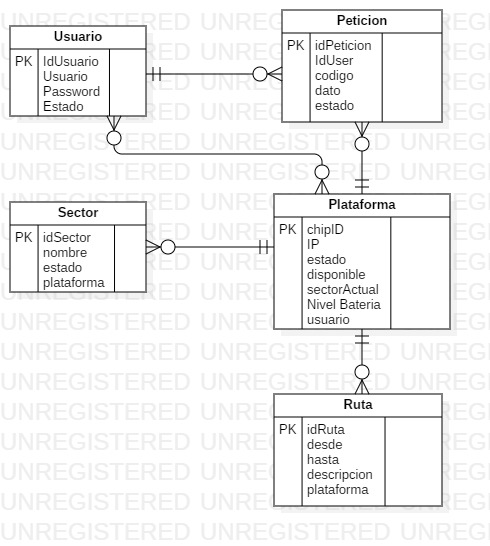 Usuario
PK IdUsuario
Usuario
Password
Estado
Peticion
PK idPeticion
IdUser
codigo
dato
estado
Sector
PK idSector
nombre
estado
plataforma
Plataforma
PK chipID
IP
estado
disponible
sectorActual
Nivel Bateria
usuario
Ruta
PK idRuta
desde
hasta
descripcion
plataforma
UNREGISTERED UNREGISTERED UNREGISTERED